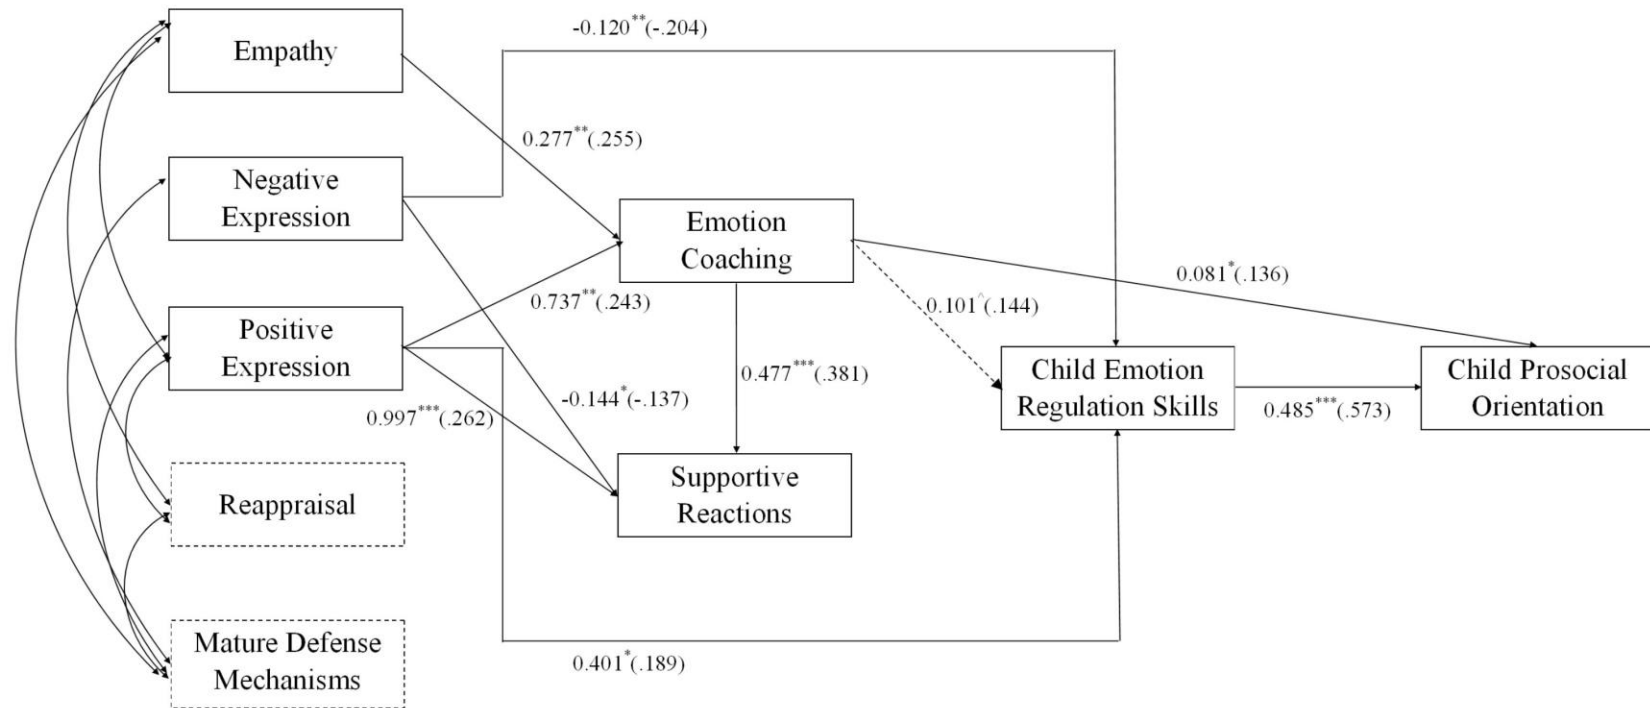 -0.120**(-.204)
Empathy
0.277**(.255)
Negative
Expression
Emotion
Coaching
0.081*(.136)
0.737**(.243)
0.101^(.144)
Positive
Expression
0.477***(.381)
Child Emotion
Regulation Skills
Child Prosocial
Orientation
-0.144*(-.137)
0.997***(.262)
0.485***(.573)
Supportive
Reactions
Reappraisal
Mature Defense
Mechanisms
0.401*(.189)